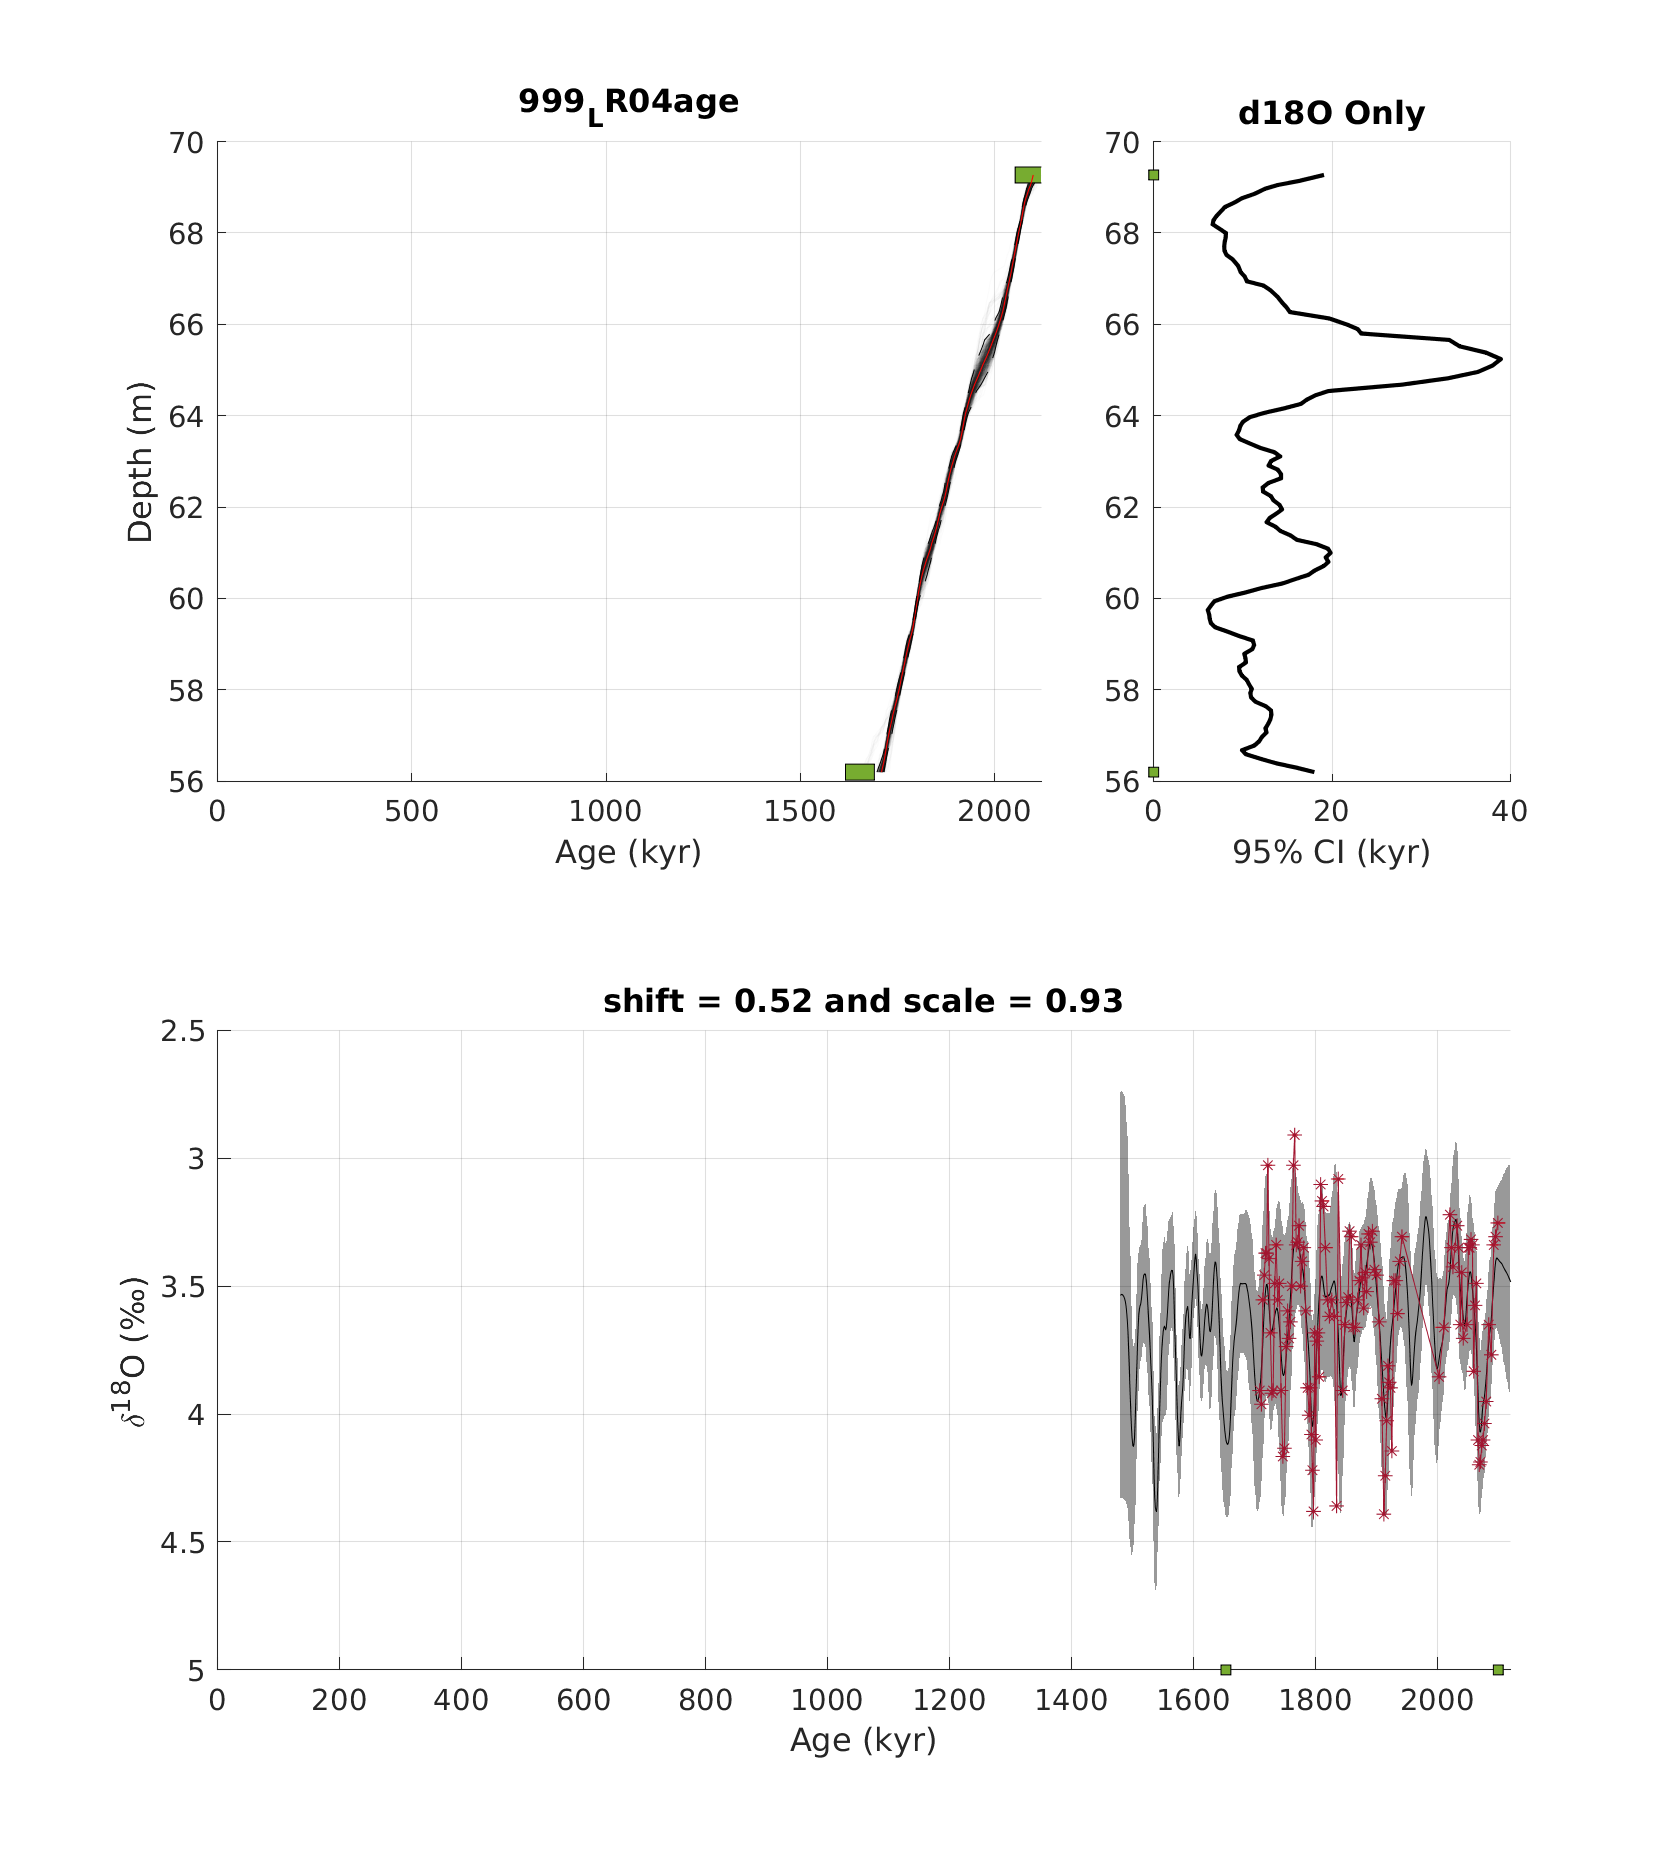 999_LR04age
d18O Only
70
68
66
64
62
60
58
56
Depth (m)
0 500 1000 1500 2000
Age (kyr)
70
68
66
64
62
60
58
56
0 20 40
95% CI (kyr)
shift = 0.52 and scale = 0.93
2.5
3
3.5
4
4.5
5
δ¹⁸O (‰)
0 200 400 600 800 1000 1200 1400 1600 1800 2000
Age (kyr)